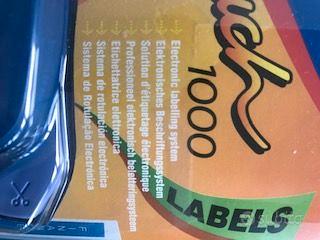 ach
1000
Electronic labelling system
Elektronisches Beschriftungssystem
Solution d'étiquetage électronique
Professioneel elektronisch beletteringsysteem
Etichettatrice elettronica
Sistema de rotulación electrónica
Sistema de Rotulação Electrónica
LABELS